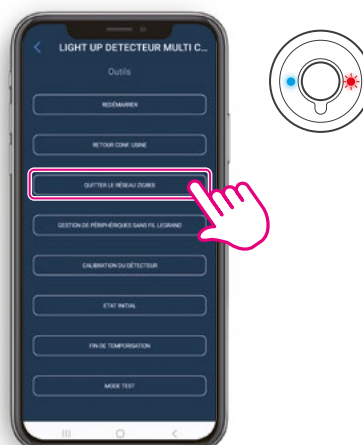 LIGHT UP DETECTEUR MULTI C...
Outils
REDÉMARRER
RETOUR CONF USINE
QUITTER LE RÉSEAU ZIGBEE
GESTION DE PÉRIPHÉRIQUES SANS FIL LEGRAND
CALIBRATION DU DÉTECTEUR
ETAT INITIAL
FIN DE TEMPORISATION
MODE TEST